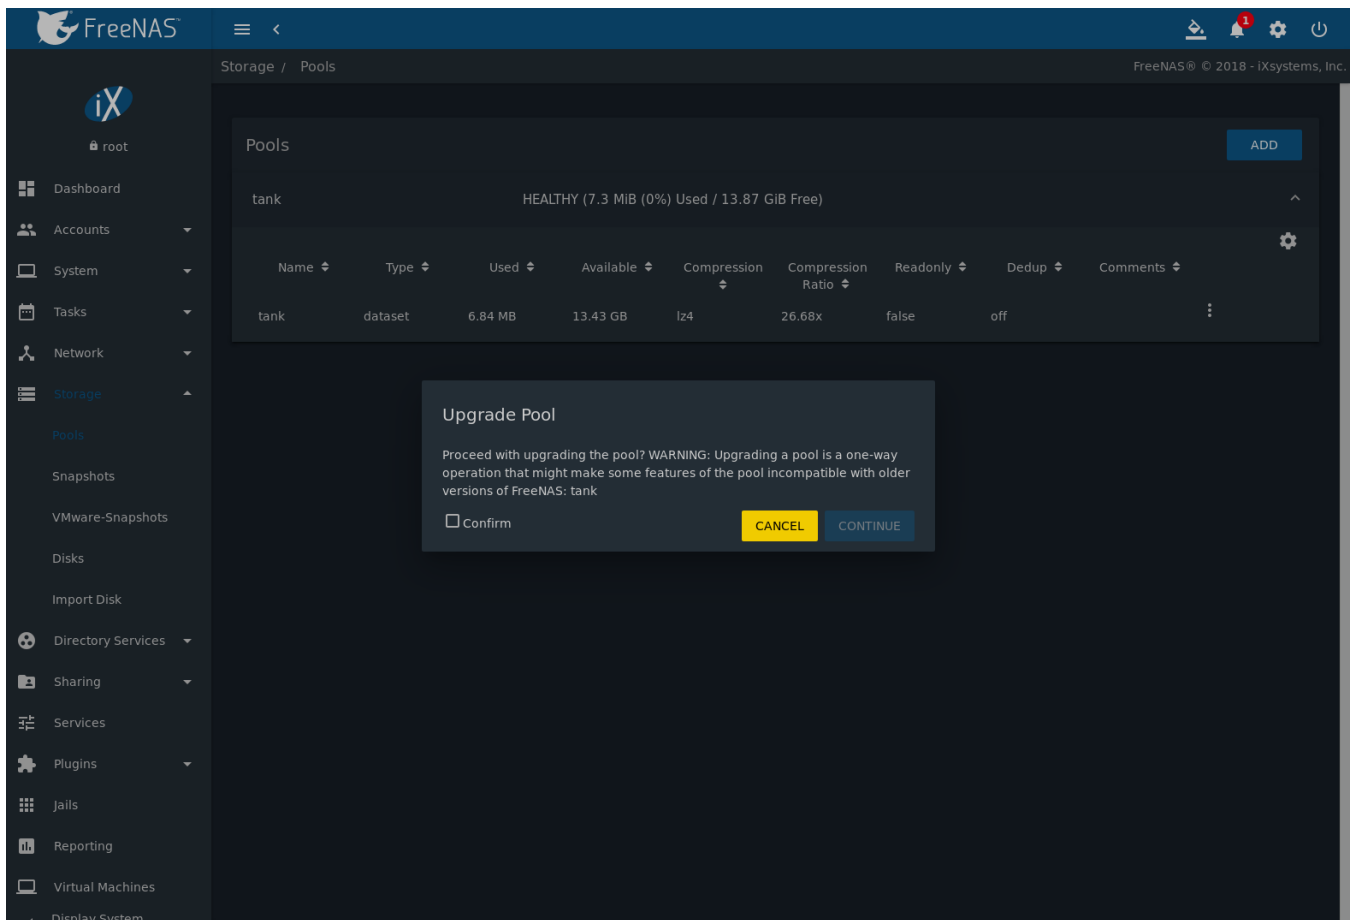 FreeNAS™
1
Storage / Pools
FreeNAS® © 2018 - iXsystems, Inc.
iX
root
Dashboard
Accounts
System
Tasks
Network
Storage
Pools
Snapshots
VMware-Snapshots
Disks
Import Disk
Directory Services
Sharing
Services
Plugins
Jails
Reporting
Virtual Machines
Display System
Pools
ADD
tank HEALTHY (7.3 MiB (0%) Used / 13.87 GiB Free)
Name Type Used Available Compression Compression Ratio Readonly Dedup Comments
tank dataset 6.84 MB 13.43 GB lz4 26.68x false off
Upgrade Pool
Proceed with upgrading the pool? WARNING: Upgrading a pool is a one-way
operation that might make some features of the pool incompatible with older
versions of FreeNAS: tank
Confirm
CANCEL CONTINUE